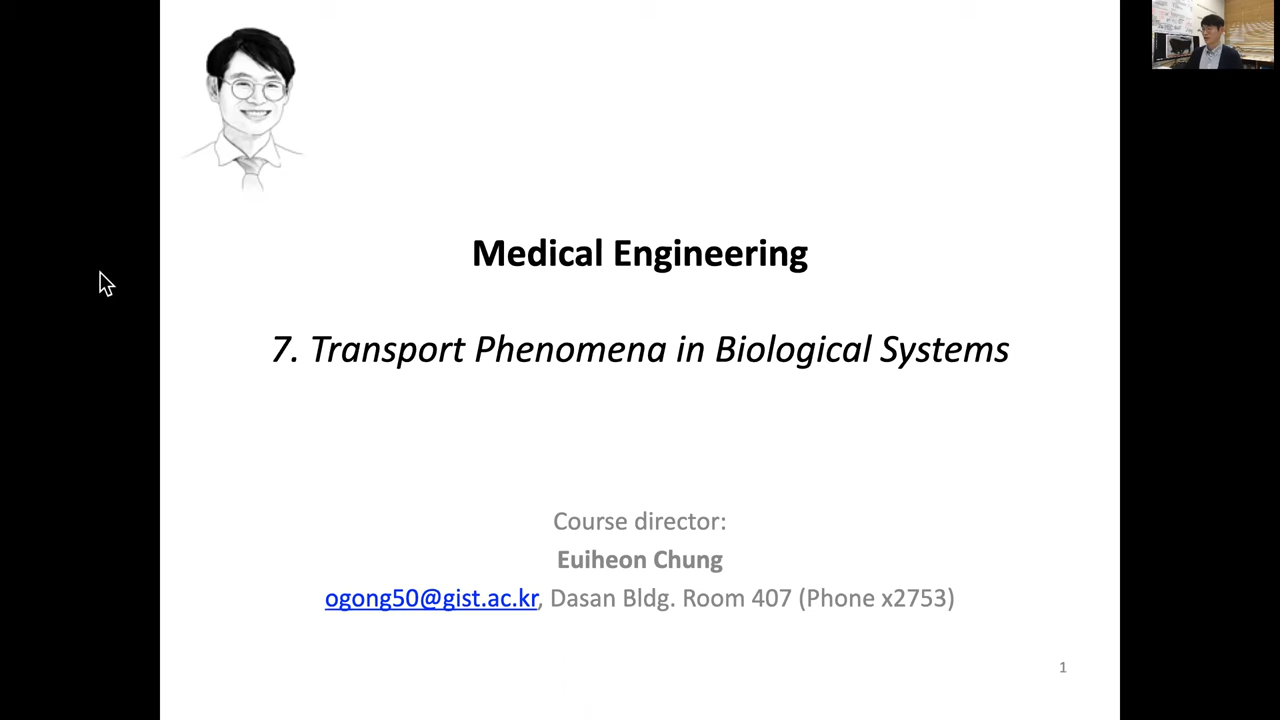 Medical Engineering
7. Transport Phenomena in Biological Systems
Course director:
Euiheon Chung
ogong50@gist.ac.kr, Dasan Bldg. Room 407 (Phone x2753)
1